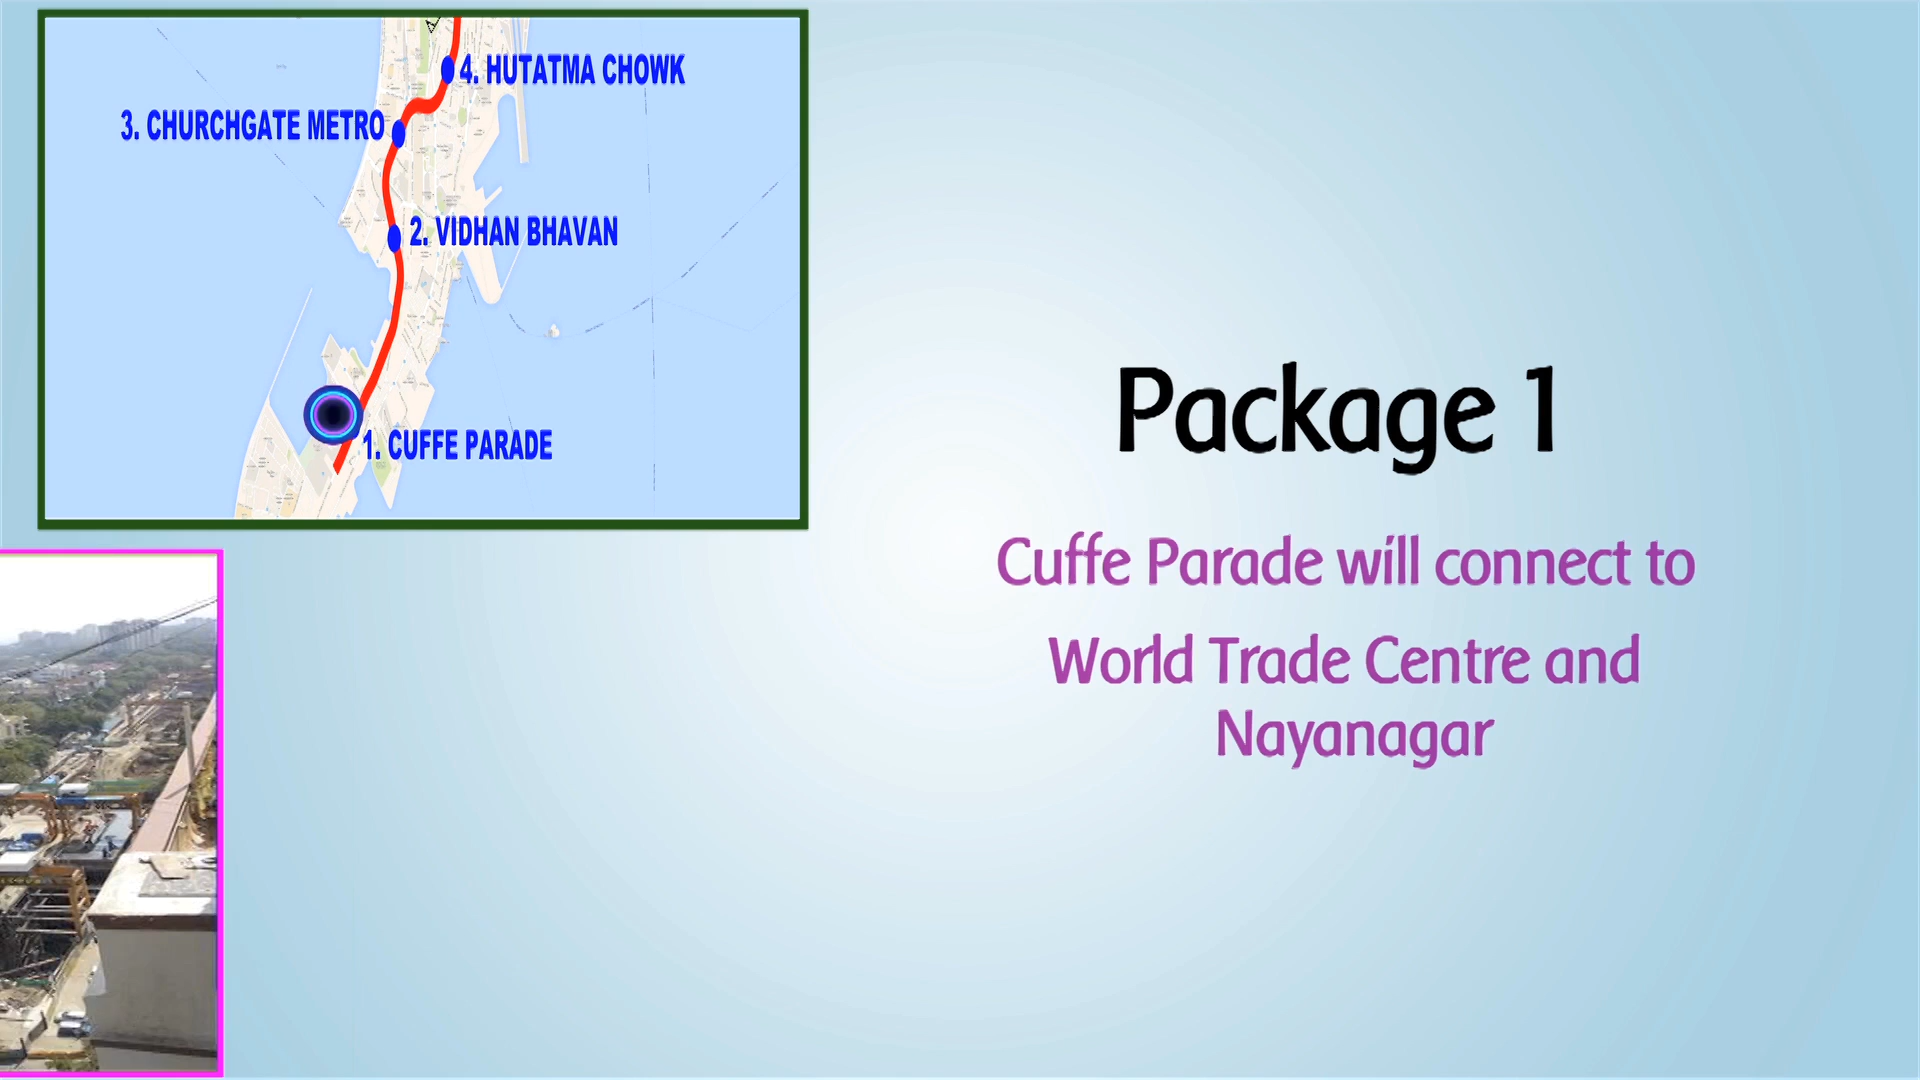 4. HUTATMA CHOWK
3. CHURCHGATE METRO
2. VIDHAN BHAVAN
1. CUFFE PARADE
Package 1
Cuffe Parade will connect to
World Trade Centre and
Nayanagar